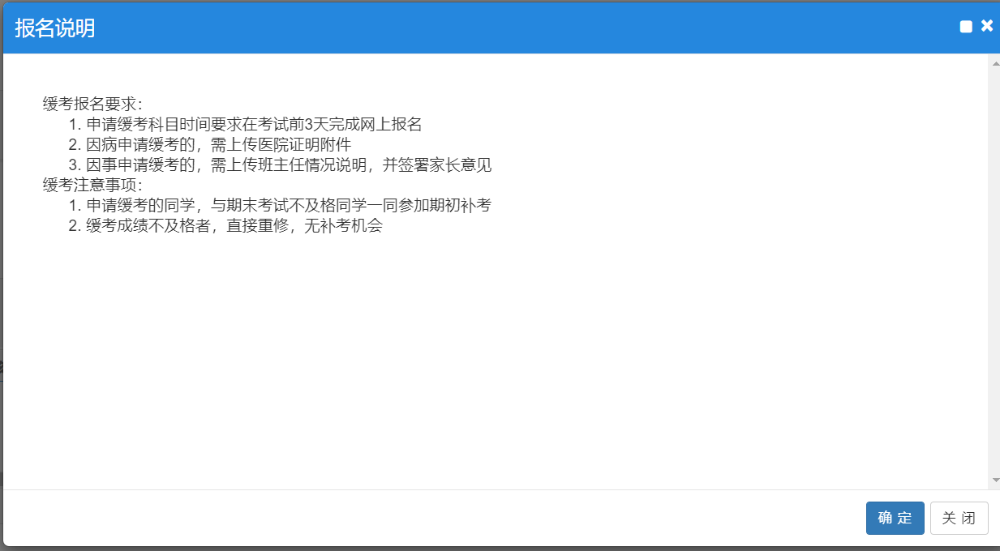 报名说明
缓考报名要求：
1. 申请缓考科目时间要求在考试前3天完成网上报名
2. 因病申请缓考的，需上传医院证明附件
3. 因事申请缓考的，需上传班主任情况说明，并签署家长意见
缓考注意事项：
1. 申请缓考的同学，与期末考试不及格同学一同参加期初补考
2. 缓考成绩不及格者，直接重修，无补考机会
确 定 关 闭